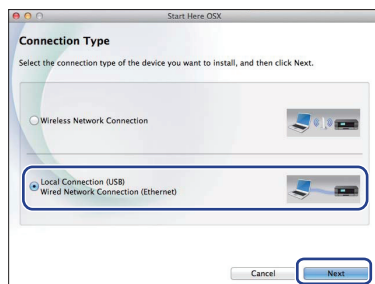 Start Here OSX
Connection Type
Select the connection type of the device you want to install, and then click Next.
Wireless Network Connection
Local Connection (USB)
Wired Network Connection (Ethernet)
Cancel
Next